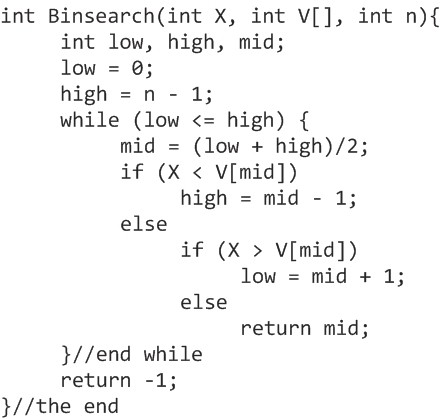 int Binsearch(int X, int V[], int n){
int low, high, mid;
low = 0;
high = n - 1;
while (low <= high) {
mid = (low + high)/2;
if (X < V[mid])
high = mid - 1;
else
if (X > V[mid])
low = mid + 1;
else
return mid;
}//end while
return -1;
}//the end